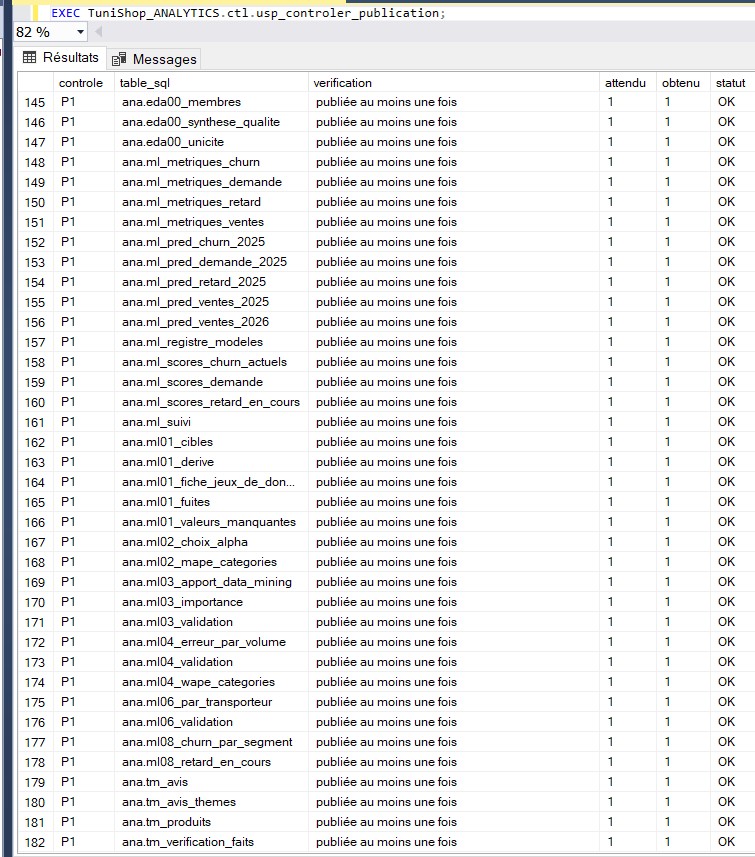 EXEC TuniShop_ANALYTICS.ctl.usp_controler_publication;
82 %
Résultats Messages
controle table_sql verification attendu obtenu statut
145 P1 ana.eda00_membres publiée au moins une fois 1 1 OK
146 P1 ana.eda00_synthese_qualite publiée au moins une fois 1 1 OK
147 P1 ana.eda00_unicite publiée au moins une fois 1 1 OK
148 P1 ana.ml_metriques_churn publiée au moins une fois 1 1 OK
149 P1 ana.ml_metriques_demande publiée au moins une fois 1 1 OK
150 P1 ana.ml_metriques_retard publiée au moins une fois 1 1 OK
151 P1 ana.ml_metriques_ventes publiée au moins une fois 1 1 OK
152 P1 ana.ml_pred_churn_2025 publiée au moins une fois 1 1 OK
153 P1 ana.ml_pred_demande_2025 publiée au moins une fois 1 1 OK
154 P1 ana.ml_pred_retard_2025 publiée au moins une fois 1 1 OK
155 P1 ana.ml_pred_ventes_2025 publiée au moins une fois 1 1 OK
156 P1 ana.ml_pred_ventes_2026 publiée au moins une fois 1 1 OK
157 P1 ana.ml_registre_modeles publiée au moins une fois 1 1 OK
158 P1 ana.ml_scores_churn_actuels publiée au moins une fois 1 1 OK
159 P1 ana.ml_scores_demande publiée au moins une fois 1 1 OK
160 P1 ana.ml_scores_retard_en_cours publiée au moins une fois 1 1 OK
161 P1 ana.ml_suivi publiée au moins une fois 1 1 OK
162 P1 ana.ml01_cibles publiée au moins une fois 1 1 OK
163 P1 ana.ml01_derive publiée au moins une fois 1 1 OK
164 P1 ana.ml01_fiche_jeux_de_don... publiée au moins une fois 1 1 OK
165 P1 ana.ml01_fuites publiée au moins une fois 1 1 OK
166 P1 ana.ml01_valeurs_manquantes publiée au moins une fois 1 1 OK
167 P1 ana.ml02_choix_alpha publiée au moins une fois 1 1 OK
168 P1 ana.ml02_mape_categories publiée au moins une fois 1 1 OK
169 P1 ana.ml03_apport_data_mining publiée au moins une fois 1 1 OK
170 P1 ana.ml03_importance publiée au moins une fois 1 1 OK
171 P1 ana.ml03_validation publiée au moins une fois 1 1 OK
172 P1 ana.ml04_erreur_par_volume publiée au moins une fois 1 1 OK
173 P1 ana.ml04_validation publiée au moins une fois 1 1 OK
174 P1 ana.ml04_wape_categories publiée au moins une fois 1 1 OK
175 P1 ana.ml06_par_transporteur publiée au moins une fois 1 1 OK
176 P1 ana.ml06_validation publiée au moins une fois 1 1 OK
177 P1 ana.ml08_churn_par_segment publiée au moins une fois 1 1 OK
178 P1 ana.ml08_retard_en_cours publiée au moins une fois 1 1 OK
179 P1 ana.tm_avis publiée au moins une fois 1 1 OK
180 P1 ana.tm_avis_themes publiée au moins une fois 1 1 OK
181 P1 ana.tm_produits publiée au moins une fois 1 1 OK
182 P1 ana.tm_verification_faits publiée au moins une fois 1 1 OK